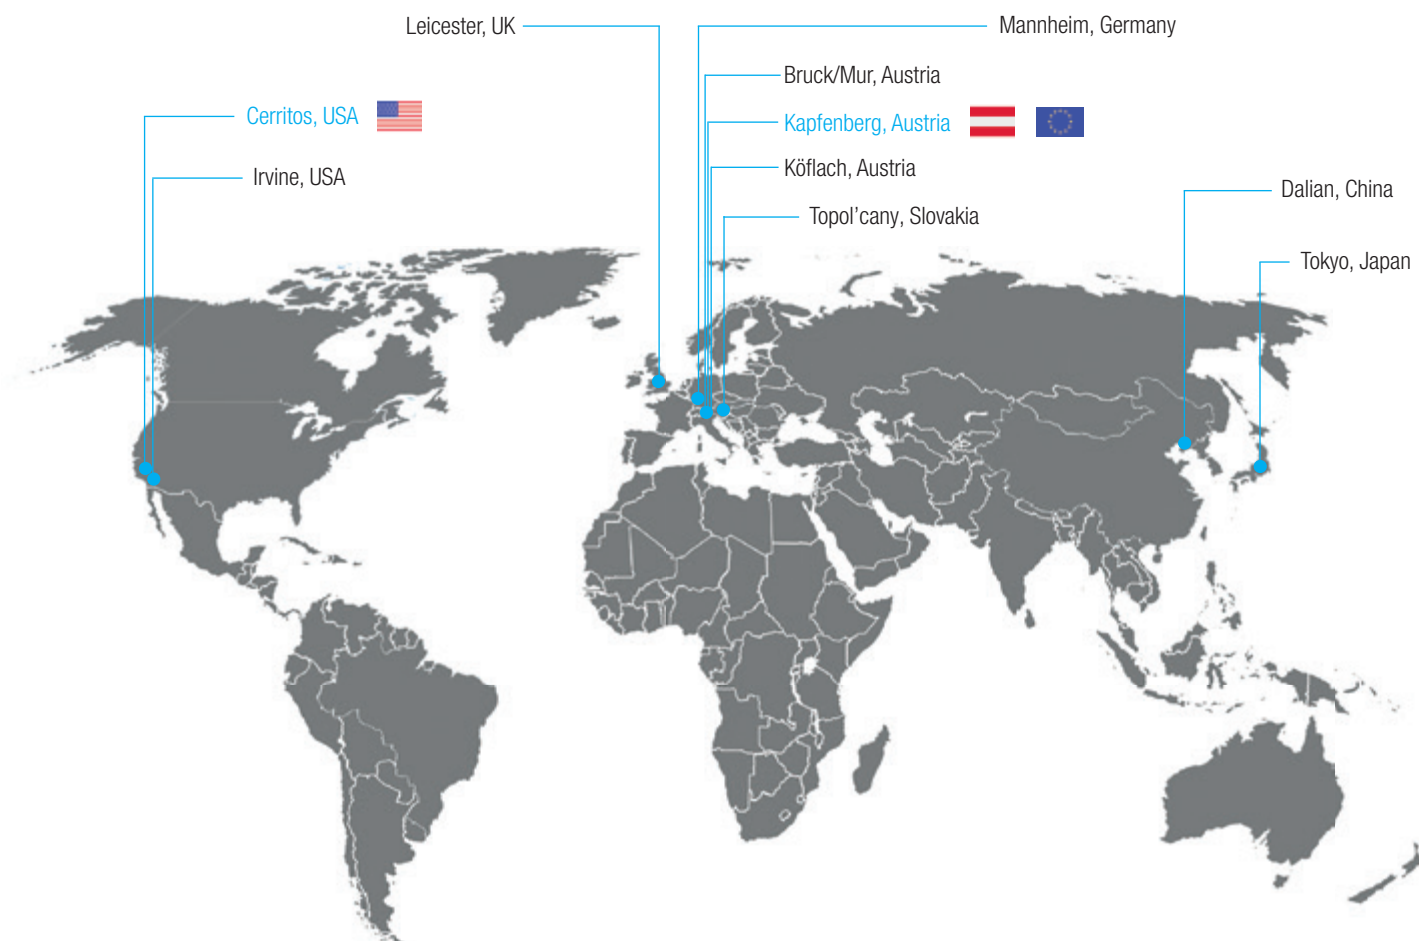 Leicester, UK
Mannheim, Germany
Bruck/Mur, Austria
Cerritos, USA
Kapfenberg, Austria
Köflach, Austria
Irvine, USA
Dalian, China
Topol’cany, Slovakia
Tokyo, Japan